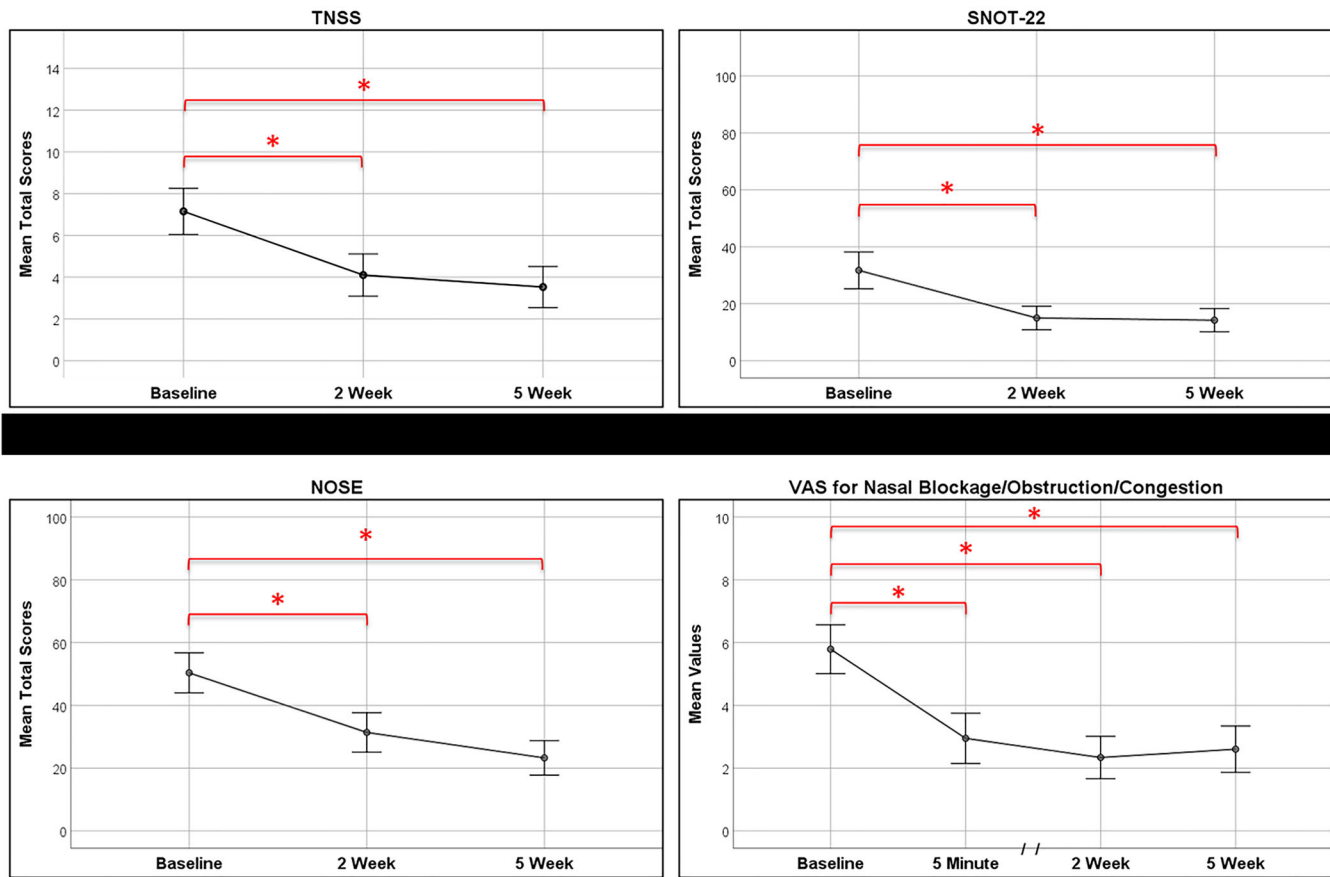 TNSS
Mean Total Scores
14
12
10
8
6
4
2
0
*
*
Baseline 2 Week 5 Week
SNOT-22
Mean Total Scores
100
80
60
40
20
0
*
*
Baseline 2 Week 5 Week
NOSE
Mean Total Scores
100
80
60
40
20
0
*
*
Baseline 2 Week 5 Week
VAS for Nasal Blockage/Obstruction/Congestion
Mean Values
10
8
6
4
2
0
*
*
*
Baseline 5 Minute // 2 Week 5 Week